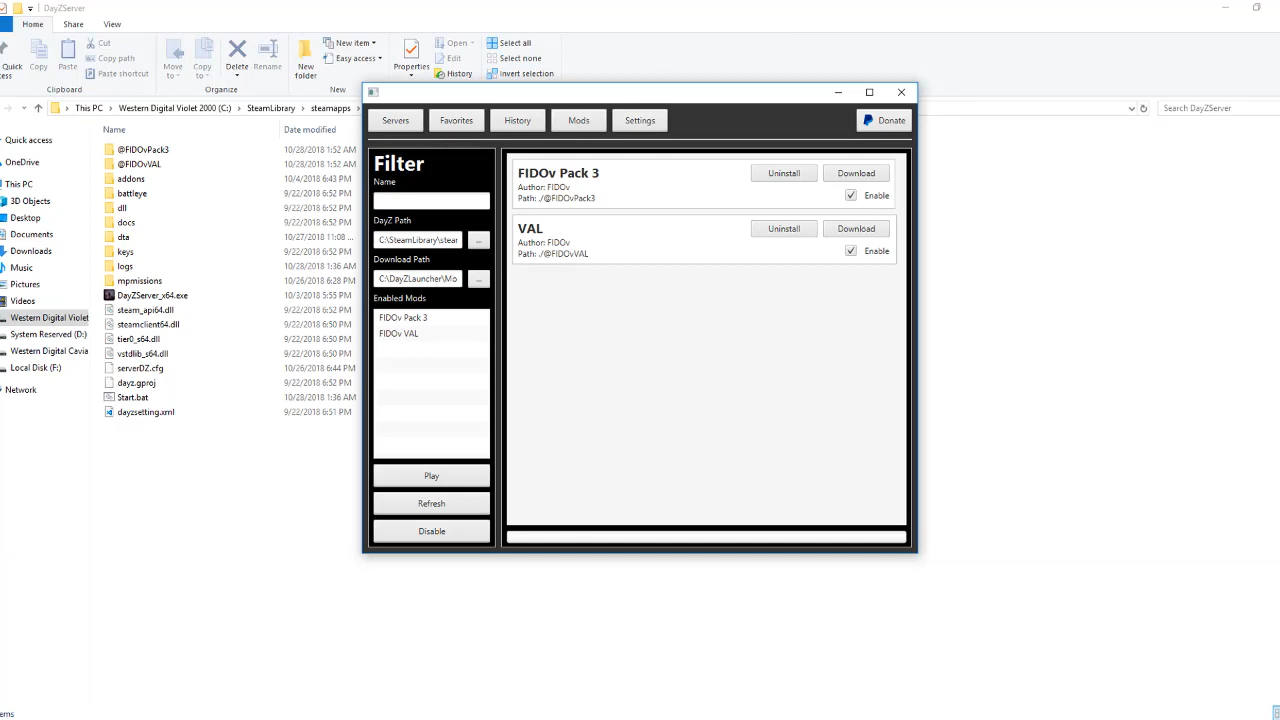 DayZServer
Home Share View
Quick
cess
Copy
Paste
Cut
Copy path
Paste shortcut
Clipboard
Move
to
Copy
to
Delete
Rename
Organize
New
folder
New item
Easy access
New
Properties
Open
Edit
History
Select all
Select none
Invert selection
This PC
Western Digital Violet 2000 (C:)
SteamLibrary
steamapps
Search DayZServer
Quick access
OneDrive
This PC
3D Objects
Desktop
Documents
Downloads
Music
Pictures
Videos
Western Digital Violet
System Reserved (D:)
Western Digital Cavia
Local Disk (F:)
Network
Name Date modified
@FIDOvPack3 10/28/2018 1:52 AM
@FIDOvVAL 10/28/2018 1:52 AM
addons 10/4/2018 6:43 PM
battleye 9/22/2018 6:52 PM
dll 9/22/2018 6:52 PM
docs 9/22/2018 6:52 PM
dta 10/27/2018 11:08 ...
keys 9/22/2018 6:52 PM
logs 10/28/2018 1:36 AM
mpmissions 10/26/2018 6:28 PM
DayZServer_x64.exe 10/3/2018 5:55 PM
steam_api64.dll 9/22/2018 6:52 PM
steamclient64.dll 9/22/2018 6:50 PM
tier0_s64.dll 9/22/2018 6:50 PM
vstdlib_s64.dll 9/22/2018 6:50 PM
serverDZ.cfg 10/26/2018 6:44 PM
dayz.gproj 9/22/2018 6:52 PM
Start.bat 10/28/2018 1:36 AM
dayzsetting.xml 9/22/2018 6:51 PM
ems
Servers Favorites History Mods Settings Donate
Filter
Name
DayZ Path
C:\SteamLibrary\stear ...
Download Path
C:\DayZLauncher\Mo ...
Enabled Mods
FIDOv Pack 3
FIDOv VAL
Play
Refresh
Disable
FIDOv Pack 3
Author: FIDOv
Path: ./@FIDOvPack3
Uninstall Download
Enable
VAL
Author: FIDOv
Path: ./@FIDOvVAL
Uninstall Download
Enable